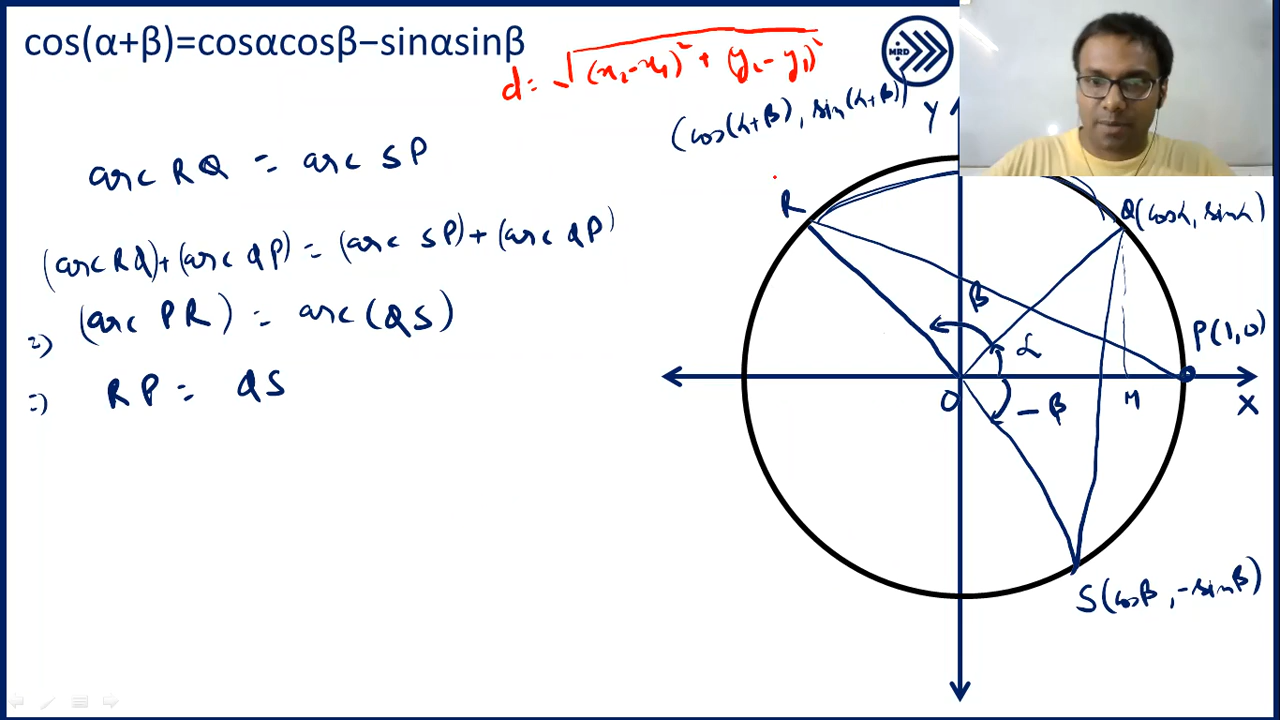 cos(α+β)=cosαcosβ−sinαsinβ
d = √(x₂-x₁)² + (y₂-y₁)²
MRD
(cos(α+β), sin(α+β))
Y
arc RQ = arc SP
R
Q(cosα, sinα)
(arc RQ)+(arc QP) = (arc SP)+(arc QP)
β
P(1,0)
⇒ (arc PR) = arc(QS)
α
O
M
X
-β
⇒ RP = QS
S(cosβ, -sinβ)